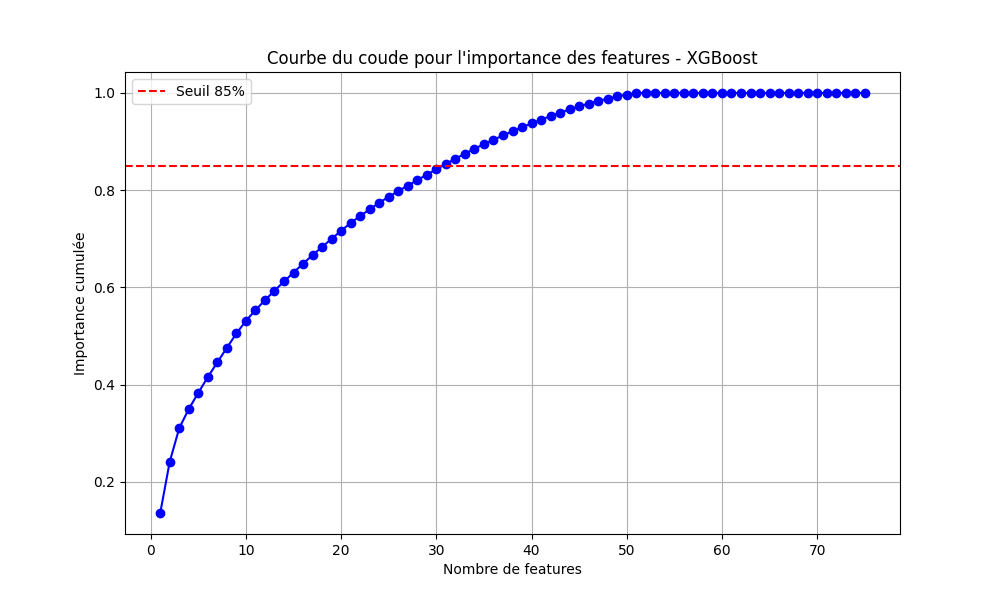 Courbe du coude pour l'importance des features - XGBoost
Seuil 85%
Importance cumulée
1.0
0.8
0.6
0.4
0.2
0 10 20 30 40 50 60 70
Nombre de features